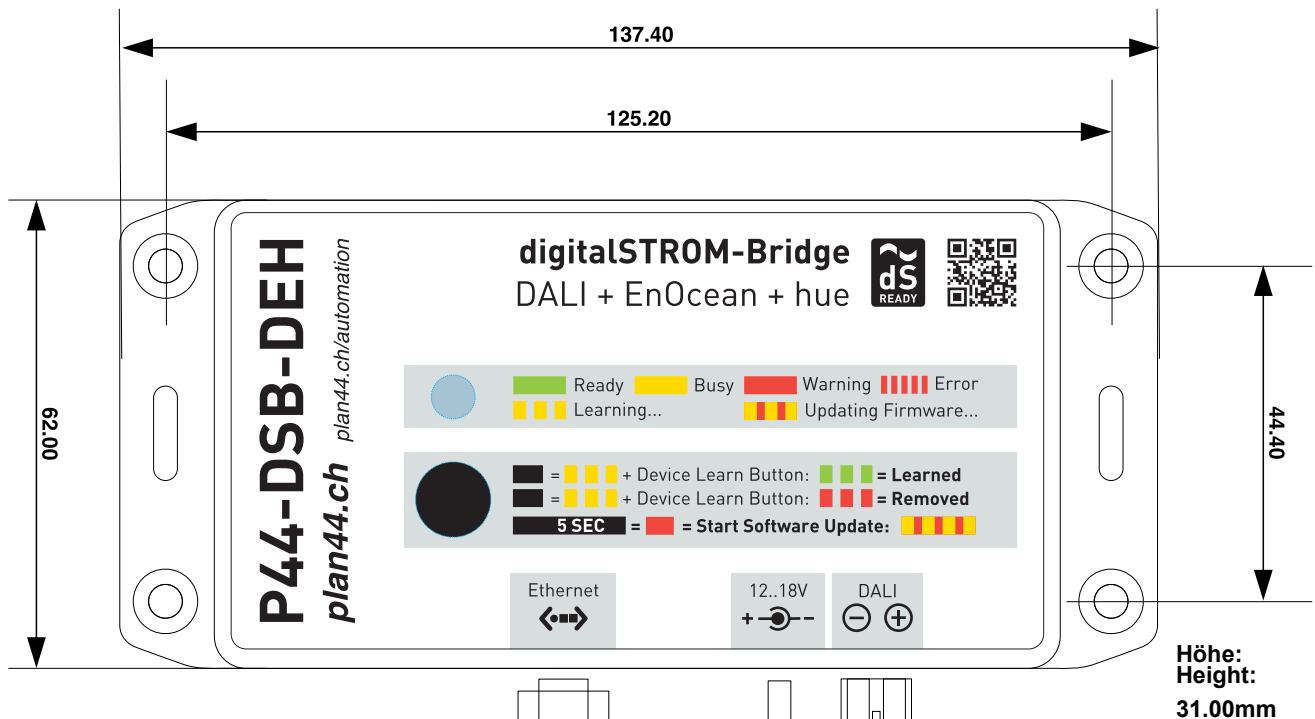 137.40
125.20
62.00
44.40
P44-DSB-DEH
plan44.ch
plan44.ch/automation
digitalSTROM-Bridge
DALI + EnOcean + hue
dS
READY
Ready Busy Warning Error
Learning... Updating Firmware...
= + Device Learn Button: = Learned
= + Device Learn Button: = Removed
5 SEC = = Start Software Update:
Ethernet 12..18V DALI
+ - − +
Höhe:
Height:
31.00mm